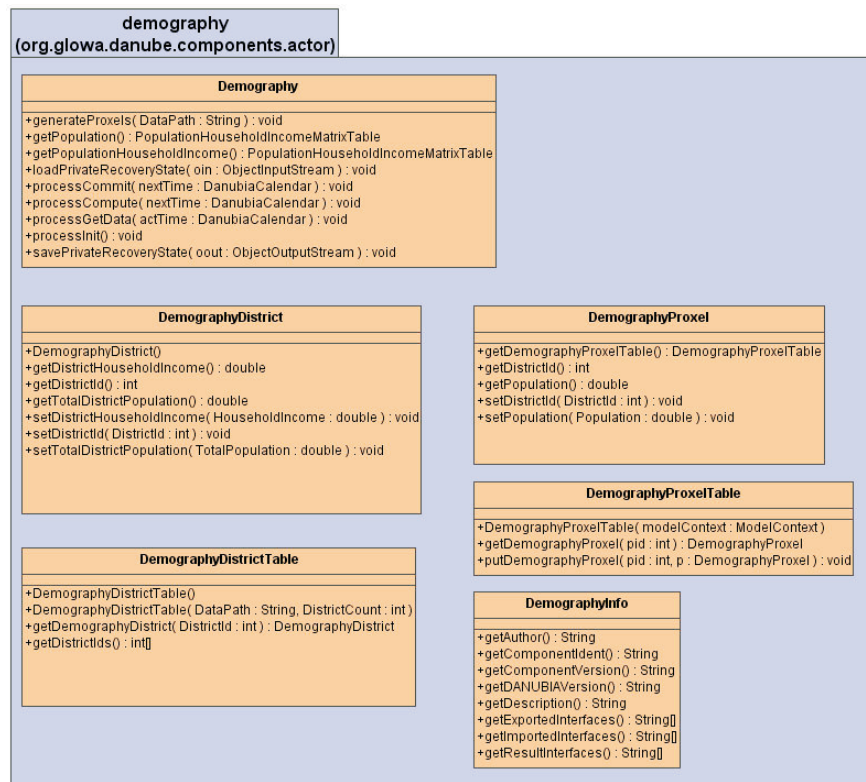 demography
(org.glowa.danube.components.actor)
Demography
+generateProxels( DataPath : String ) : void
+getPopulation() : PopulationHouseholdIncomeMatrixTable
+getPopulationHouseholdIncome() : PopulationHouseholdIncomeMatrixTable
+loadPrivateRecoveryState( oin : ObjectInputStream ) : void
+processCommit( nextTime : DanubiaCalendar ) : void
+processCompute( nextTime : DanubiaCalendar ) : void
+processGetData( actTime : DanubiaCalendar ) : void
+processInit() : void
+savePrivateRecoveryState( oout : ObjectOutputStream ) : void
DemographyDistrict
+DemographyDistrict()
+getDistrictHouseholdIncome() : double
+getDistrictId() : int
+getTotalDistrictPopulation() : double
+setDistrictHouseholdIncome( HouseholdIncome : double ) : void
+setDistrictId( DistrictId : int ) : void
+setTotalDistrictPopulation( TotalPopulation : double ) : void
DemographyProxel
+getDemographyProxelTable() : DemographyProxelTable
+getDistrictId() : int
+getPopulation() : double
+setDistrictId( DistrictId : int ) : void
+setPopulation( Population : double ) : void
DemographyProxelTable
+DemographyProxelTable( modelContext : ModelContext )
+getDemographyProxel( pid : int ) : DemographyProxel
+putDemographyProxel( pid : int, p : DemographyProxel ) : void
DemographyDistrictTable
+DemographyDistrictTable()
+DemographyDistrictTable( DataPath : String, DistrictCount : int )
+getDemographyDistrict( DistrictId : int ) : DemographyDistrict
+getDistrictIds() : int[]
DemographyInfo
+getAuthor() : String
+getComponentIdent() : String
+getComponentVersion() : String
+getDANUBIAVersion() : String
+getDescription() : String
+getExportedInterfaces() : String[]
+getImportedInterfaces() : String[]
+getResultInterfaces() : String[]